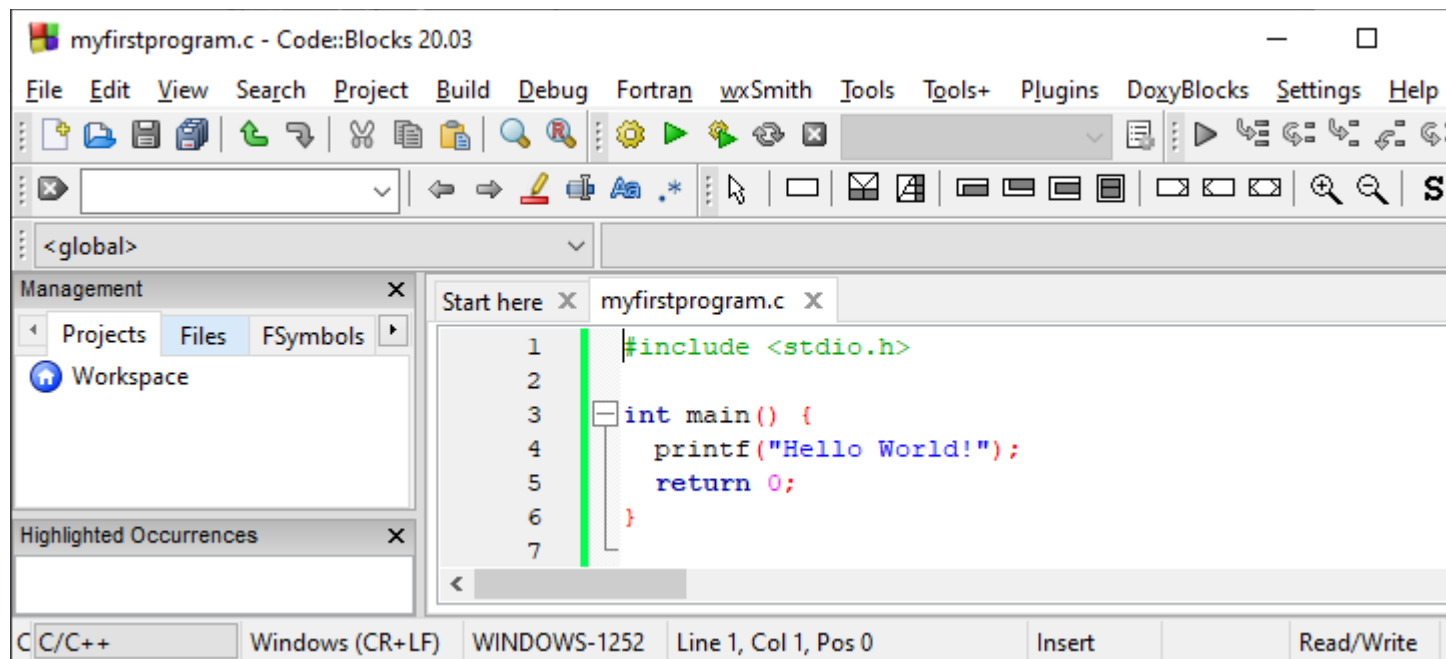 myfirstprogram.c - Code::Blocks 20.03
File Edit View Search Project Build Debug Fortran wxSmith Tools Tools+ Plugins DoxyBlocks Settings Help
S
<global>
Management
Projects Files FSymbols
Workspace
Highlighted Occurrences
Start here myfirstprogram.c
1 #include <stdio.h>
2
3 int main() {
4 printf("Hello World!");
5 return 0;
6 }
7
C C/C++ Windows (CR+LF) WINDOWS-1252 Line 1, Col 1, Pos 0 Insert Read/Write